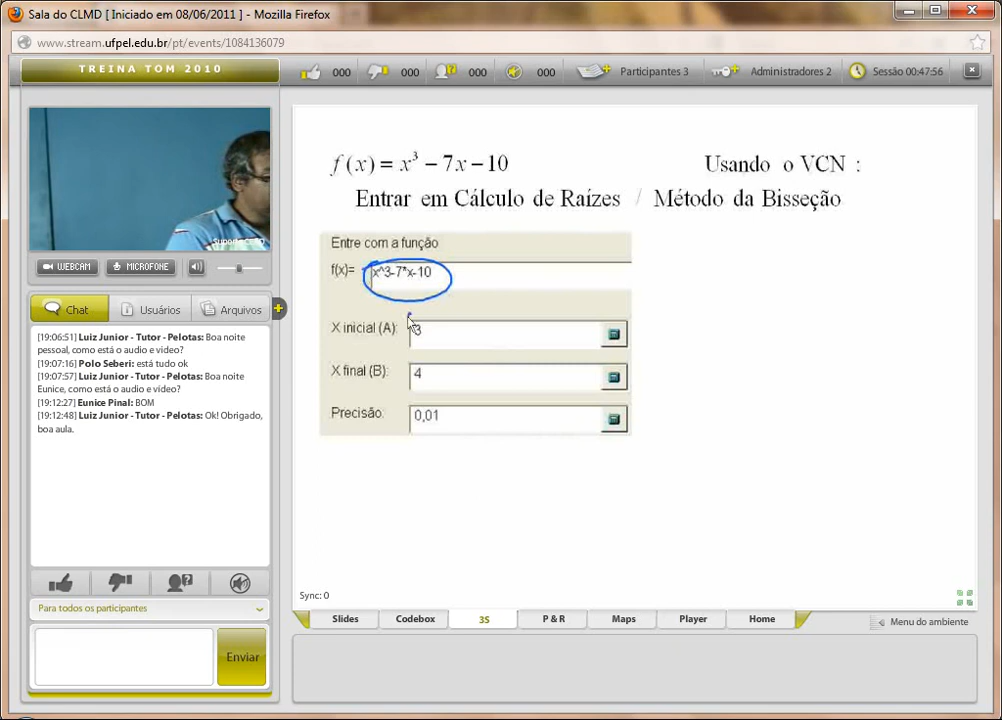 Sala do CLMD [ Iniciado em 08/06/2011 ] - Mozilla Firefox
www.stream.ufpel.edu.br/pt/events/1084136079
TREINA TOM 2010
000
000
000
000
Participantes 3
Administradores 2
Sessão 00:47:56
WEBCAM
MICROFONE
Chat
Usuários
Arquivos
[19:06:51] Luiz Junior - Tutor - Pelotas: Boa noite
pessoal, como está o audio e video?
[19:07:16] Polo Seberi: está tudo ok
[19:07:57] Luiz Junior - Tutor - Pelotas: Boa noite
Eunice, como está o audio e vídeo?
[19:12:27] Eunice Pinal: BOM
[19:12:48] Luiz Junior - Tutor - Pelotas: Ok! Obrigado,
boa aula.
Para todos os participantes
Enviar
f(x) = x³ − 7x − 10
Usando o VCN :
Entrar em Cálculo de Raízes / Método da Bisseção
Entre com a função
f(x)= x^3-7*x-10
X inicial (A): 3
X final (B): 4
Precisão: 0,01
Sync: 0
Slides
Codebox
3S
P & R
Maps
Player
Home
Menu do ambiente